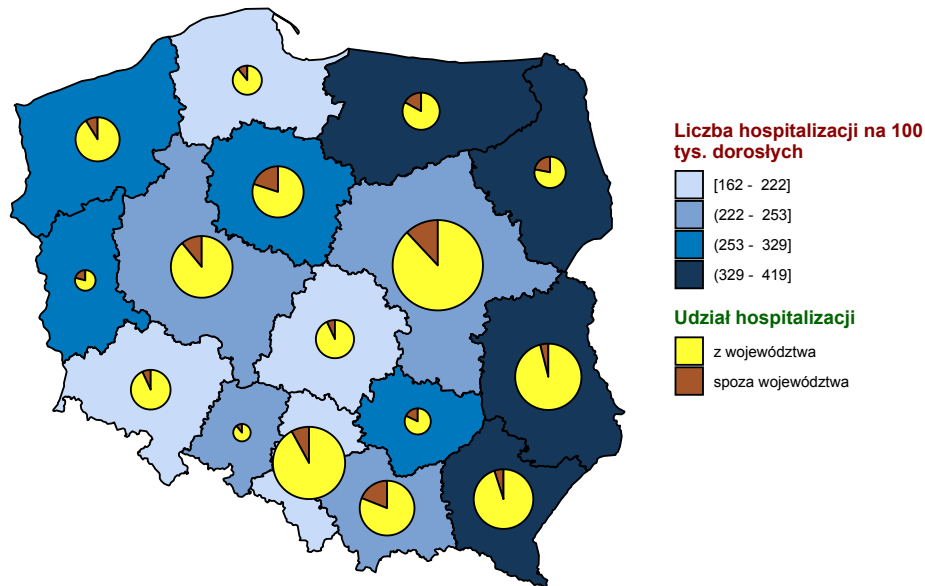 Liczba hospitalizacji na 100
tys. dorosłych
[162 - 222]
(222 - 253]
(253 - 329]
(329 - 419]
Udział hospitalizacji
z województwa
spoza województwa